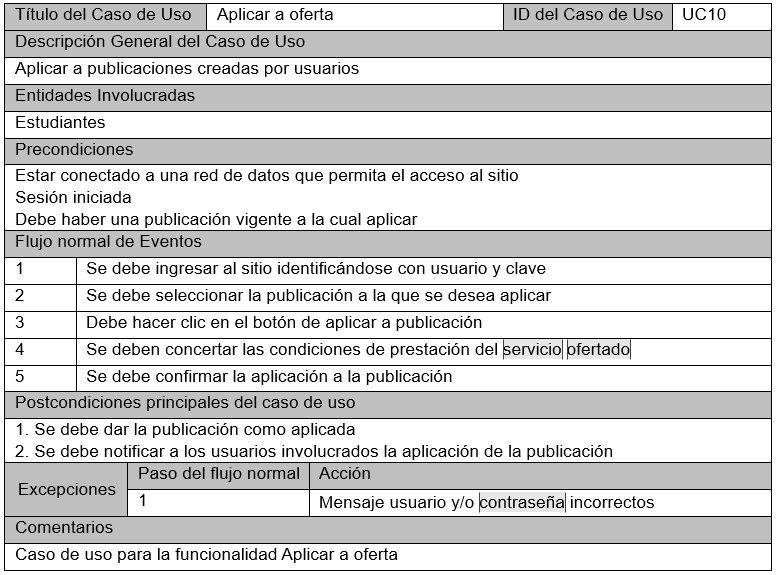 Título del Caso de Uso Aplicar a oferta ID del Caso de Uso UC10
Descripción General del Caso de Uso
Aplicar a publicaciones creadas por usuarios
Entidades Involucradas
Estudiantes
Precondiciones
Estar conectado a una red de datos que permita el acceso al sitio
Sesión iniciada
Debe haber una publicación vigente a la cual aplicar
Flujo normal de Eventos
1 Se debe ingresar al sitio identificándose con usuario y clave
2 Se debe seleccionar la publicación a la que se desea aplicar
3 Debe hacer clic en el botón de aplicar a publicación
4 Se deben concertar las condiciones de prestación del servicio ofertado
5 Se debe confirmar la aplicación a la publicación
Postcondiciones principales del caso de uso
1. Se debe dar la publicación como aplicada
2. Se debe notificar a los usuarios involucrados la aplicación de la publicación
Excepciones Paso del flujo normal Acción
1 Mensaje usuario y/o contraseña incorrectos
Comentarios
Caso de uso para la funcionalidad Aplicar a oferta